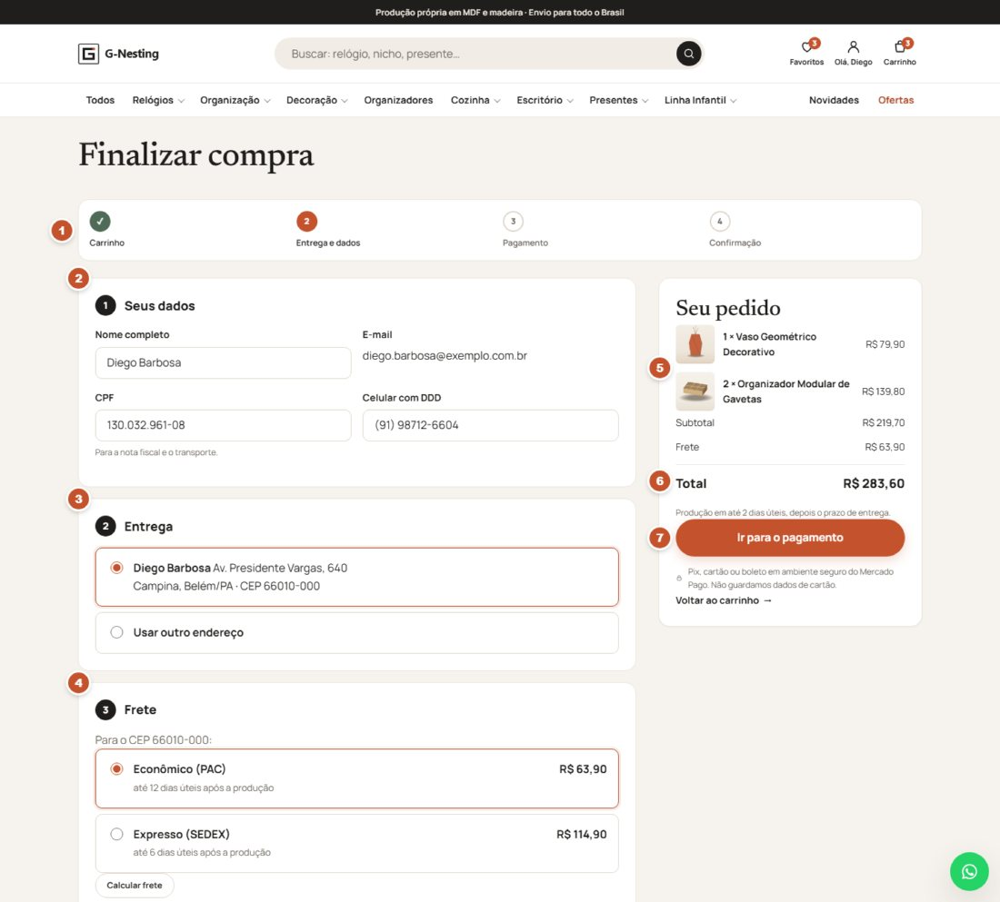 Produção própria em MDF e madeira · Envio para todo o Brasil
G-Nesting
Buscar: relógio, nicho, presente...
3
Favoritos
Olá, Diego
3
Carrinho
Todos
Relógios
Organização
Decoração
Organizadores
Cozinha
Escritório
Presentes
Linha Infantil
Novidades
Ofertas
Finalizar compra
1
Carrinho
2
Entrega e dados
3
Pagamento
4
Confirmação
2
1 Seus dados
Nome completo
Diego Barbosa
E-mail
diego.barbosa@exemplo.com.br
CPF
130.032.961-08
Para a nota fiscal e o transporte.
Celular com DDD
(91) 98712-6604
3
2 Entrega
Diego Barbosa Av. Presidente Vargas, 640
Campina, Belém/PA · CEP 66010-000
Usar outro endereço
4
3 Frete
Para o CEP 66010-000:
Econômico (PAC) R$ 63,90
até 12 dias úteis após a produção
Expresso (SEDEX) R$ 114,90
até 6 dias úteis após a produção
Calcular frete
Seu pedido
1 × Vaso Geométrico
Decorativo
R$ 79,90
5
2 × Organizador Modular de
Gavetas
R$ 139,80
Subtotal R$ 219,70
Frete R$ 63,90
6
Total R$ 283,60
Produção em até 2 dias úteis, depois o prazo de entrega.
7
Ir para o pagamento
Pix, cartão ou boleto em ambiente seguro do Mercado
Pago. Não guardamos dados de cartão.
Voltar ao carrinho →